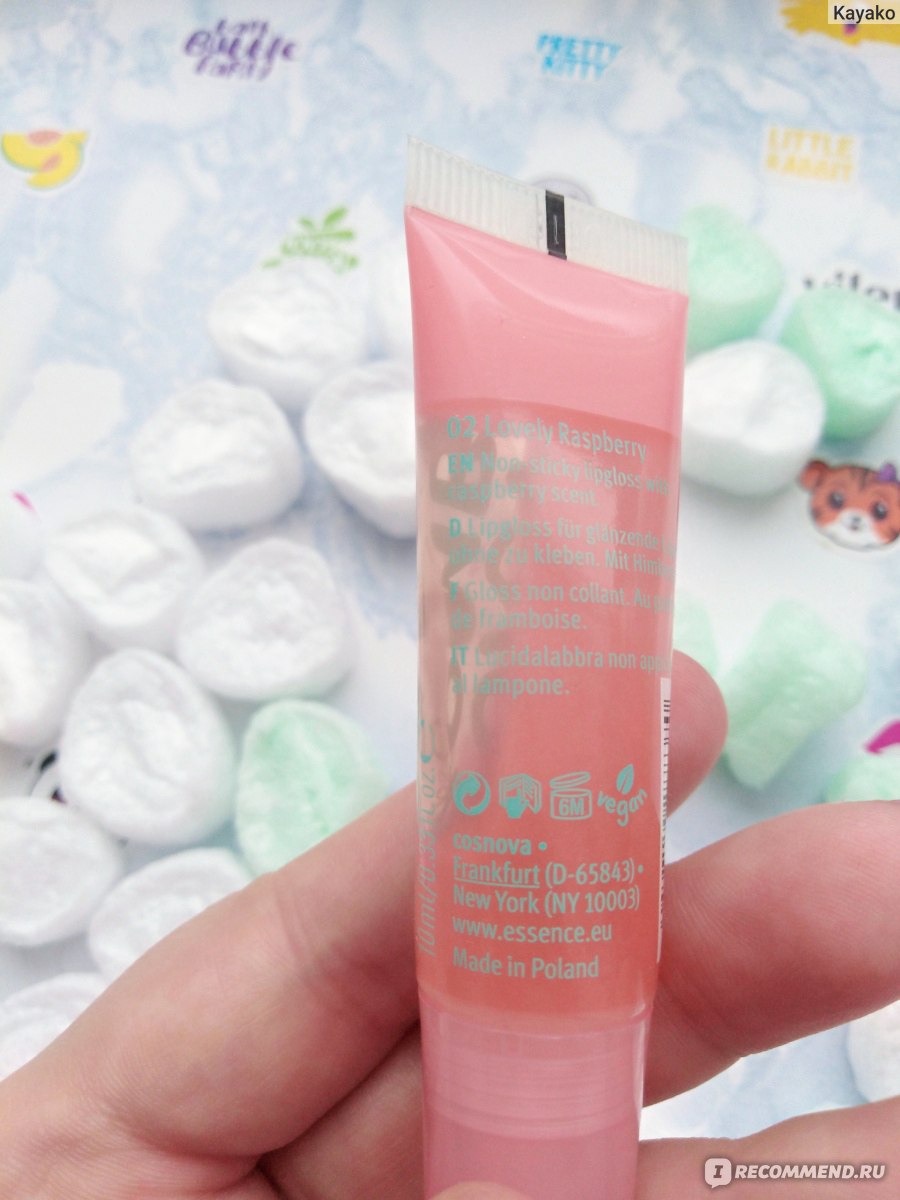 Kayako
PRETTY
KITTY
LITTLE
RABBIT
02 Lovely Raspberry
EN Non-sticky lipgloss with
raspberry scent.
D Lipgloss für glänzende
ohne zu kleben. Mit
F Gloss non collant. Au
de framboise.
IT Lucidalabbra non
al lampone.
6M
vegan
cosnova •
Frankfurt (D-65843) •
New York (NY 10003)
www.essence.eu
Made in Poland
I RECOMMEND.RU